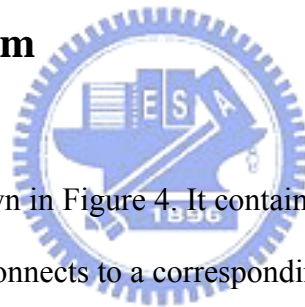 m
E S A
wn in Figure 4. It contain
1896
onnects to a correspondi